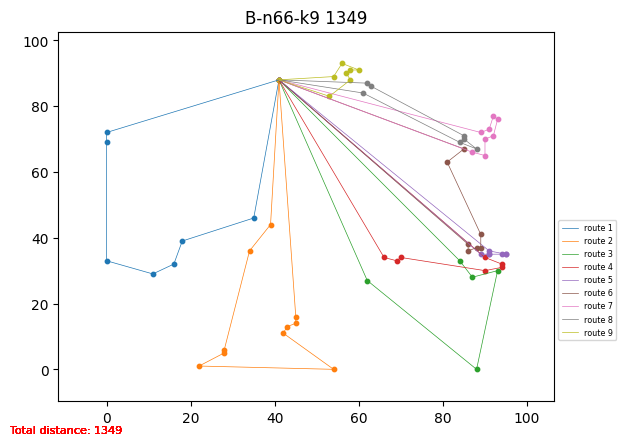 B-n66-k9 1349
100
80
60
40
20
0
0 20 40 60 80 100
route 1
route 2
route 3
route 4
route 5
route 6
route 7
route 8
route 9
Total distance: 1349